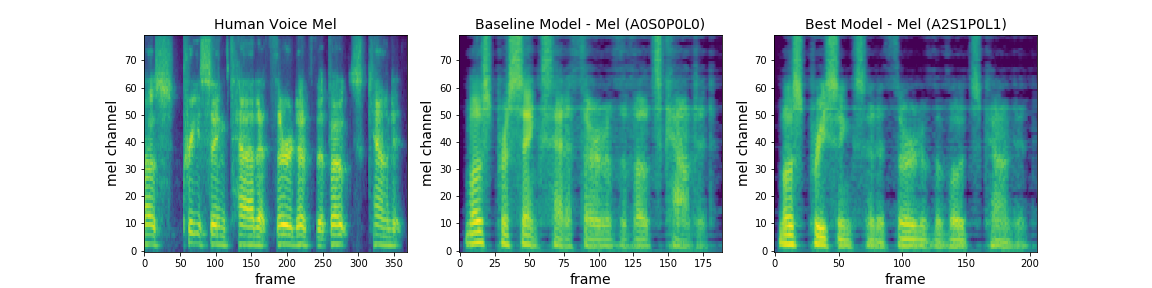 Human Voice Mel
mel channel
70
60
50
40
30
20
10
0
0 50 100 150 200 250 300 350
frame
Baseline Model - Mel (A0S0P0L0)
mel channel
70
60
50
40
30
20
10
0
0 25 50 75 100 125 150 175
frame
Best Model - Mel (A2S1P0L1)
mel channel
70
60
50
40
30
20
10
0
0 50 100 150 200
frame